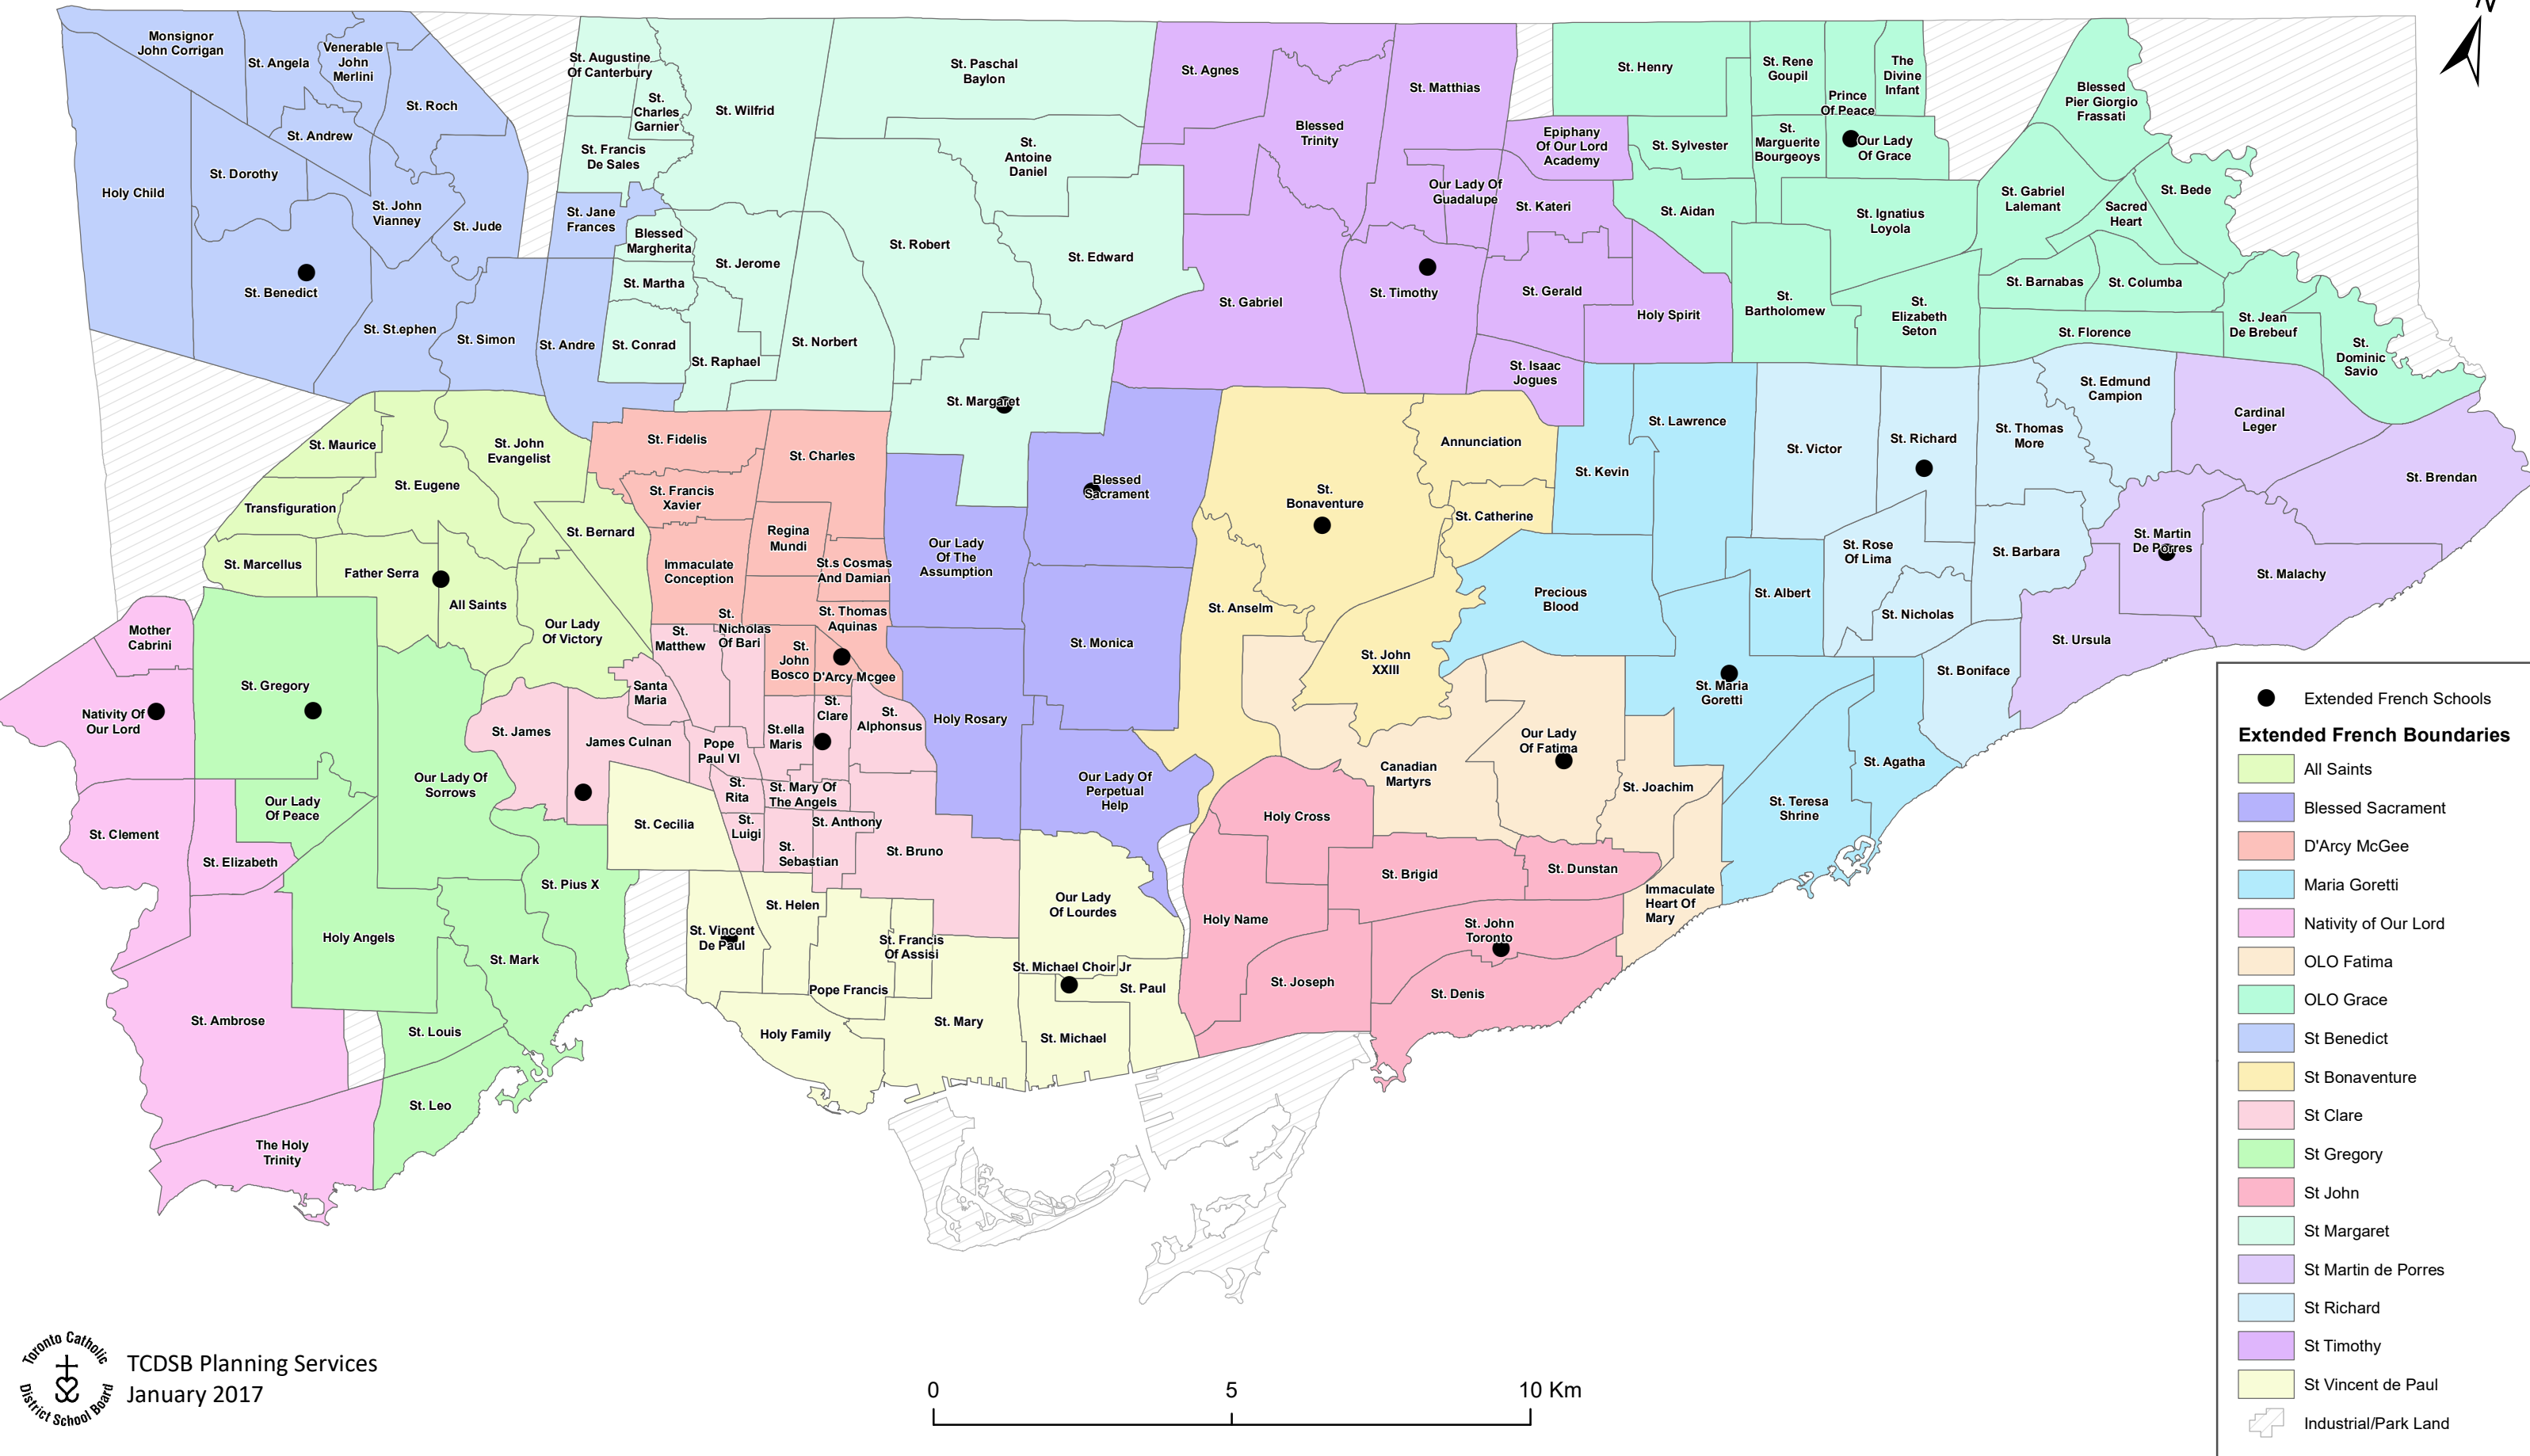 N
Monsignor
John Corrigan
St. Angela
Venerable
John
Merlini
St. Roch
St. Andrew
Holy Child
St. Dorothy
St. John
Vianney
St. Jude
St. Benedict
St. St.ephen
St. Simon
St. Jane
Frances
St. Andre
St. Augustine
Of Canterbury
St.
Charles
Garnier
St. Wilfrid
St. Francis
De Sales
St. Paschal
Baylon
St.
Antoine
Daniel
Blessed
Margherita
St. Jerome
St. Robert
St. Edward
St. Martha
St. Conrad
St. Raphael
St. Norbert
St. Margaret
St. Agnes
Blessed
Trinity
St. Matthias
Epiphany
Of Our Lord
Academy
Our Lady Of
Guadalupe
St. Kateri
St. Gabriel
St. Timothy
St. Gerald
Holy Spirit
St. Isaac
Jogues
St. Henry
St. Rene
Goupil
Prince
Of Peace
The
Divine
Infant
St. Sylvester
St.
Marguerite
Bourgeoys
Our Lady
Of Grace
St. Aidan
St. Ignatius
Loyola
St.
Bartholomew
St.
Elizabeth
Seton
Blessed
Pier Giorgio
Frassati
St. Gabriel
Lalemant
Sacred
Heart
St. Bede
St. Barnabas
St. Columba
St. Florence
St. Jean
De Brebeuf
St.
Dominic
Savio
St. Maurice
St. John
Evangelist
St. Eugene
Transfiguration
St. Bernard
St. Marcellus
Father Serra
All Saints
Our Lady
Of Victory
St. Fidelis
St. Charles
St. Francis
Xavier
Regina
Mundi
Immaculate
Conception
St.s Cosmas
And Damian
St. Thomas
Aquinas
St.
John
Bosco
D'Arcy Mcgee
Blessed
Sacrament
Our Lady
Of The
Assumption
St. Monica
Holy Rosary
Our Lady Of
Perpetual
Help
St.
Bonaventure
Annunciation
St. Catherine
St. Anselm
St. John
XXIII
St. Kevin
St. Lawrence
Precious
Blood
St. Albert
St. Maria
Goretti
St. Teresa
Shrine
St. Agatha
St. Victor
St. Richard
St. Thomas
More
St. Edmund
Campion
St. Rose
Of Lima
St. Barbara
St. Nicholas
St. Boniface
Cardinal
Leger
St. Brendan
St. Martin
De Porres
St. Malachy
St. Ursula
Mother
Cabrini
Nativity Of
Our Lord
St. Clement
St. Elizabeth
St. Ambrose
The Holy
Trinity
St. Gregory
Our Lady
Of Peace
Our Lady Of
Sorrows
Holy Angels
St. Pius X
St. Mark
St. Louis
St. Leo
St.
Matthew
St.
Nicholas
Of Bari
Santa
Maria
St. James
James Culnan
Pope
Paul VI
St.ella
Maris
St.
Clare
St.
Alphonsus
St.
Rita
St. Mary Of
The Angels
St.
Luigi
St. Anthony
St.
Sebastian
St. Bruno
St. Cecilia
St. Vincent
De Paul
St. Helen
St. Francis
Of Assisi
Pope Francis
Holy Family
St. Mary
Our Lady
Of Lourdes
St. Michael Choir Jr
St. Paul
St. Michael
Canadian
Martyrs
Our Lady
Of Fatima
St. Joachim
Immaculate
Heart Of
Mary
Holy Cross
Holy Name
St. Brigid
St. Dunstan
St. John
Toronto
St. Joseph
St. Denis
Extended French Schools
Extended French Boundaries
All Saints
Blessed Sacrament
D'Arcy McGee
Maria Goretti
Nativity of Our Lord
OLO Fatima
OLO Grace
St Benedict
St Bonaventure
St Clare
St Gregory
St John
St Margaret
St Martin de Porres
St Richard
St Timothy
St Vincent de Paul
Industrial/Park Land
Toronto Catholic
District School Board
TCDSB Planning Services
January 2017
0 5 10 Km